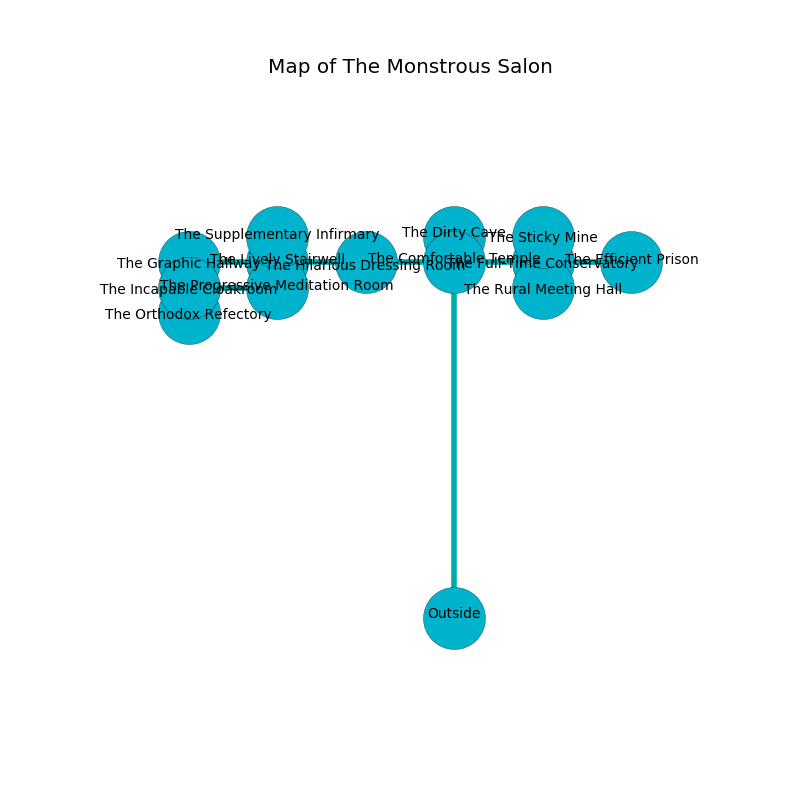 Map of The Monstrous Salon
The Dirty Cave
The Supplementary Infirmary
The Sticky Mine
The Comfortable Temple
The Lively Stairwell
The Efficient Prison
The Graphic Hallway
The Hilarious Dressing Room
The Full-Time Conservatory
The Progressive Meditation Room
The Incapable Cloakroom
The Rural Meeting Hall
The Orthodox Refectory
Outside